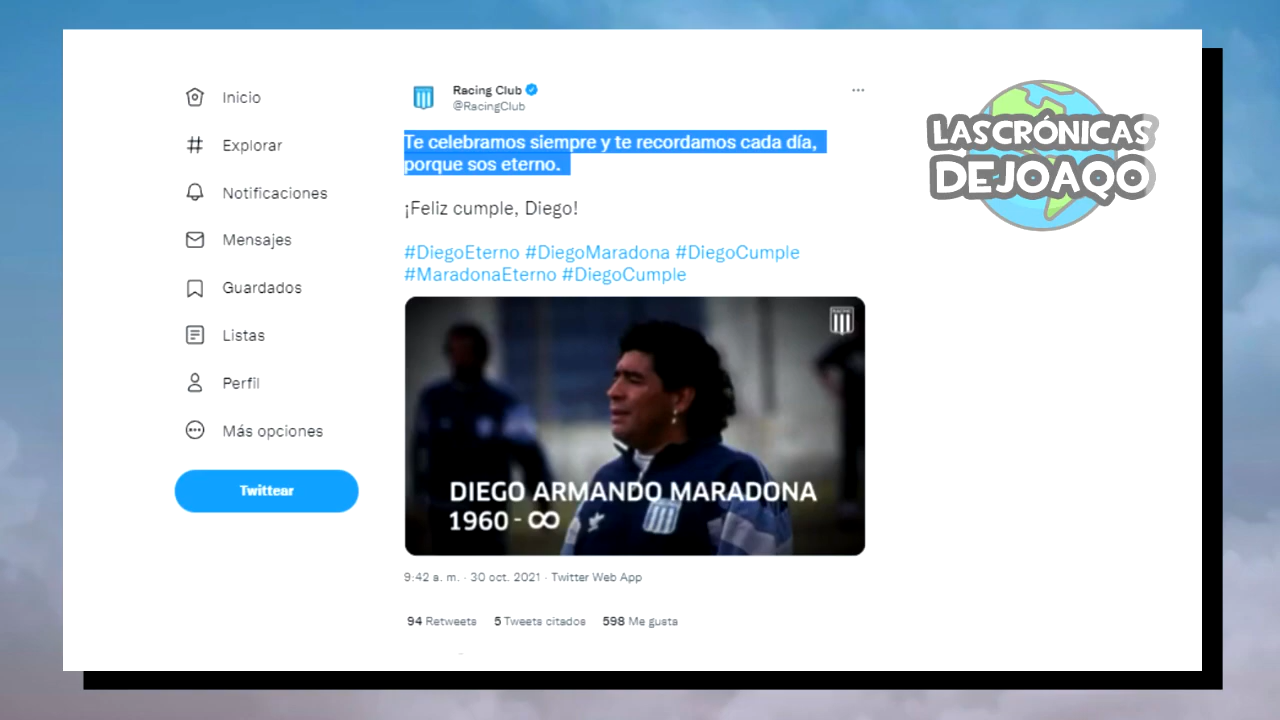 Inicio
Explorar
Notificaciones
Mensajes
Guardados
Listas
Perfil
Más opciones
Twittear
Racing Club
@RacingClub
Te celebramos siempre y te recordamos cada día,
porque sos eterno.
¡Feliz cumple, Diego!
#DiegoEterno #DiegoMaradona #DiegoCumple
#MaradonaEterno #DiegoCumple
DIEGO ARMANDO MARADONA
1960 - ∞
9:42 a. m. · 30 oct. 2021 · Twitter Web App
94 Retweets 5 Tweets citados 598 Me gusta
LAS CRÓNICAS
DE JOAQO